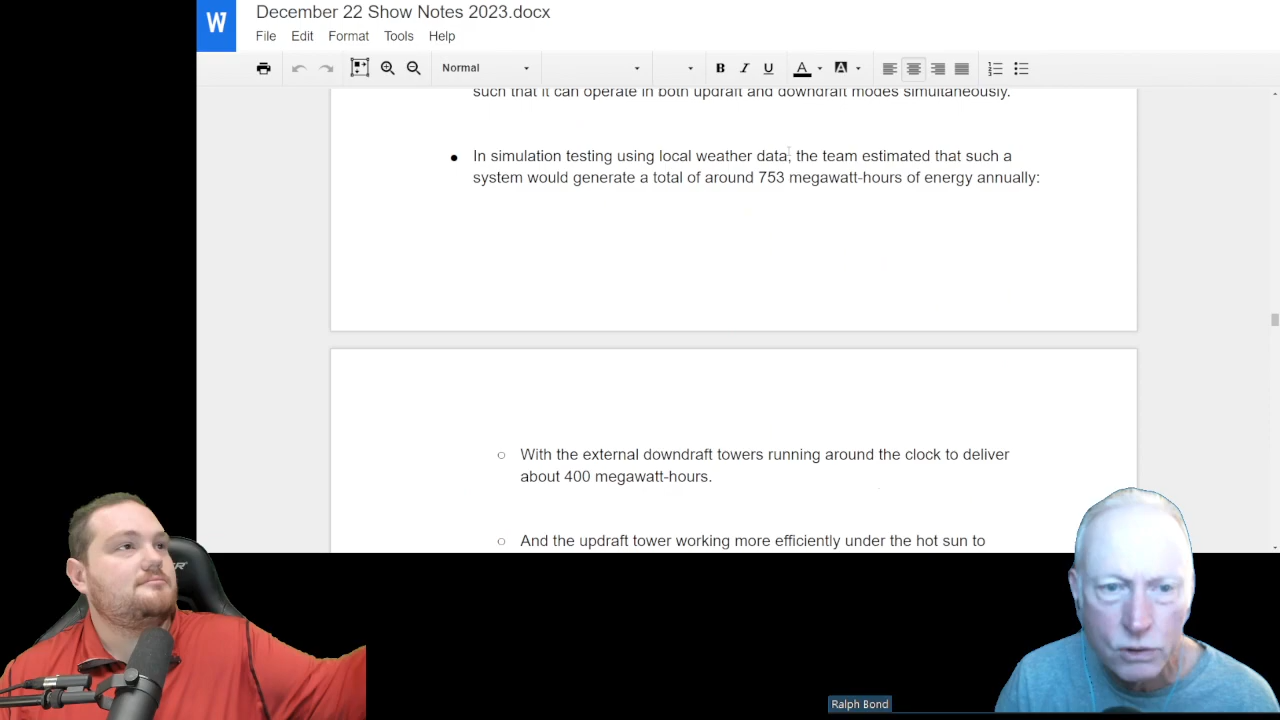 W
December 22 Show Notes 2023.docx
File Edit Format Tools Help
Normal B I U A A
such that it can operate in both updraft and downdraft modes simultaneously.
● In simulation testing using local weather data, the team estimated that such a
system would generate a total of around 753 megawatt-hours of energy annually:
○ With the external downdraft towers running around the clock to deliver
about 400 megawatt-hours.
○ And the updraft tower working more efficiently under the hot sun to
Ralph Bond